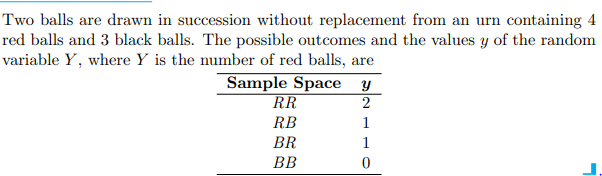 Two balls are drawn in succession without replacement from an urn containing 4
red balls and 3 black balls. The possible outcomes and the values y of the random
variable Y, where Y is the number of red balls, are
Sample Space y
RR 2
RB 1
BR 1
BB 0